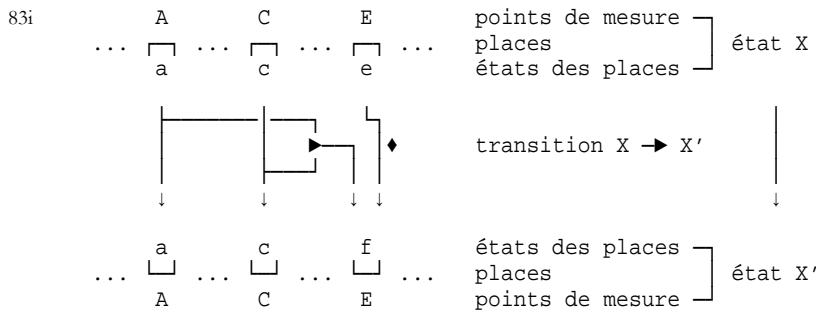 83i A C E points de mesure
... ... ... ... places état X
a c e états des places
transition X → X′
a c f états des places
... ... ... ... places état X′
A C E points de mesure